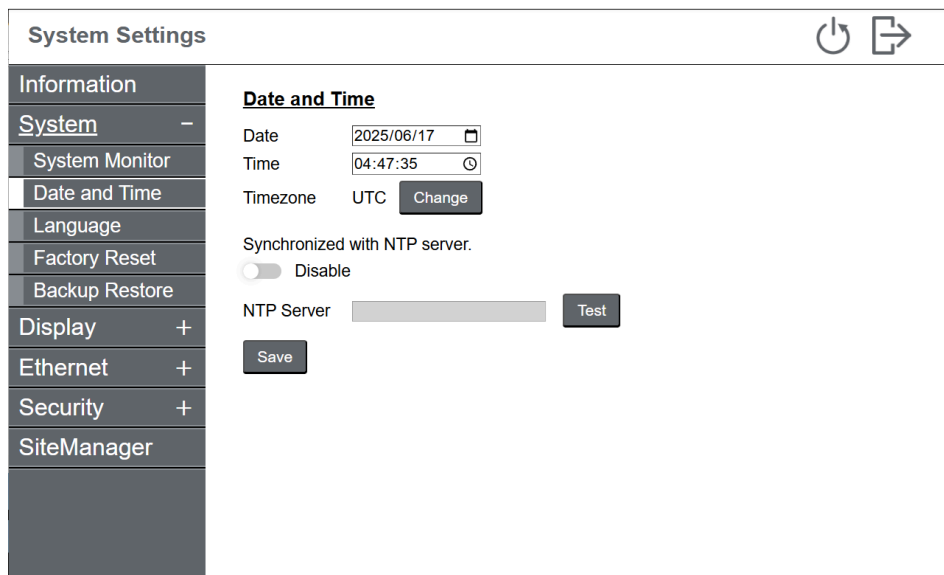 System Settings
Information
System −
System Monitor
Date and Time
Language
Factory Reset
Backup Restore
Display +
Ethernet +
Security +
SiteManager
Date and Time
Date 2025/06/17
Time 04:47:35
Timezone UTC Change
Synchronized with NTP server.
Disable
NTP Server Test
Save